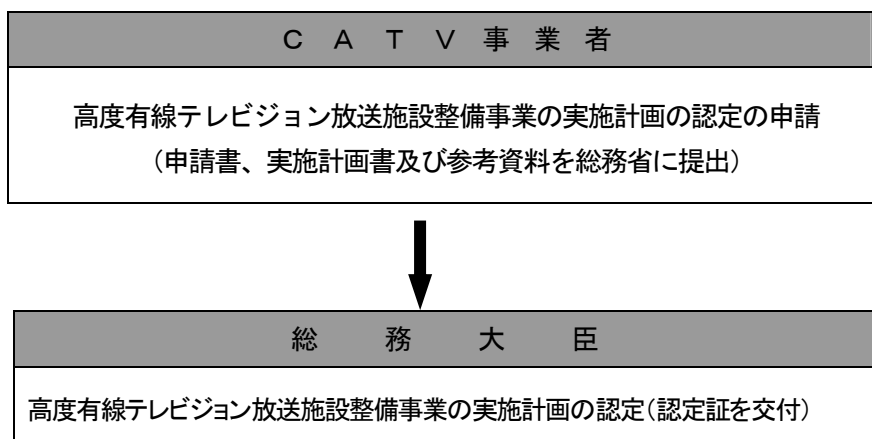 CATV事業者
高度有線テレビジョン放送施設整備事業の実施計画の認定の申請
（申請書、実施計画書及び参考資料を総務省に提出）
総務大臣
高度有線テレビジョン放送施設整備事業の実施計画の認定（認定証を交付）